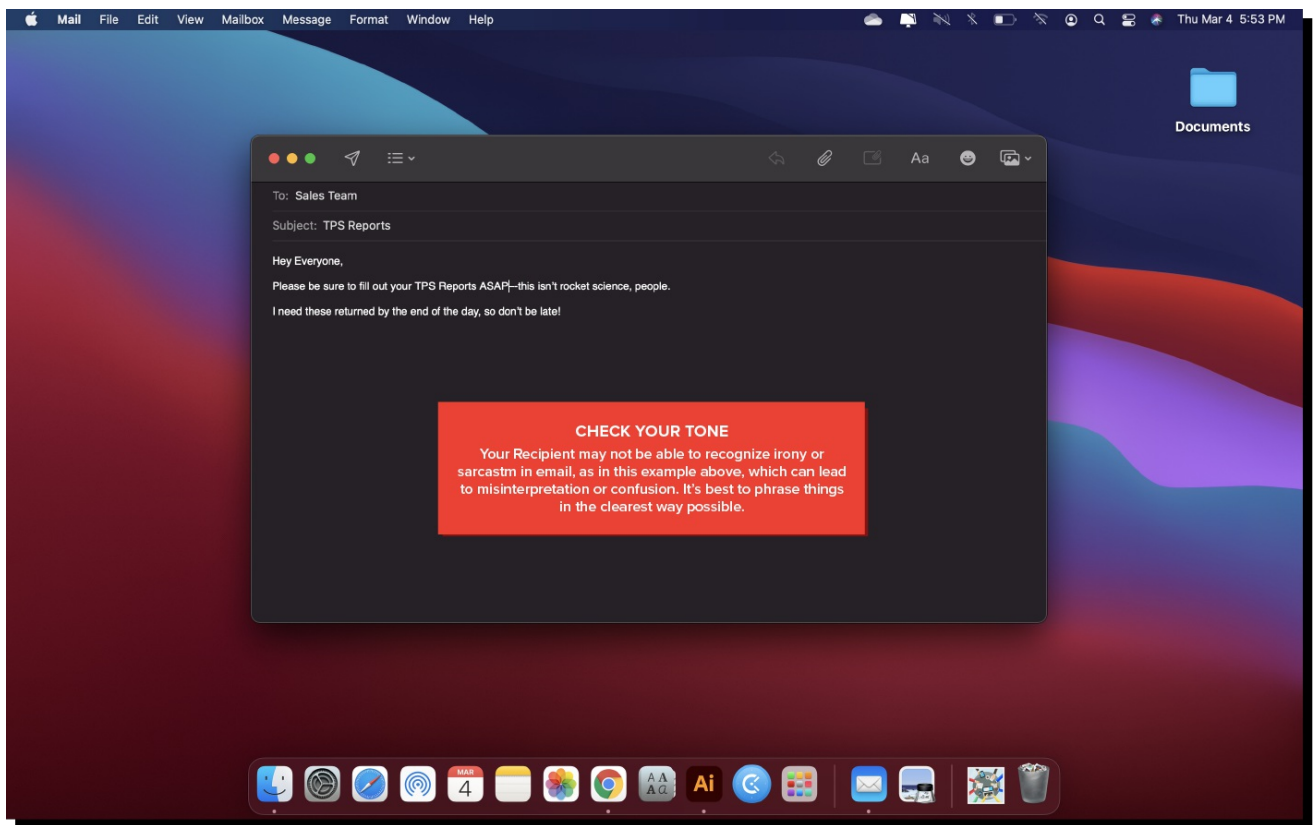 Mail File Edit View Mailbox Message Format Window Help Thu Mar 4 5:53 PM
Documents
Aa
To: Sales Team
Subject: TPS Reports
Hey Everyone,
Please be sure to fill out your TPS Reports ASAP—this isn't rocket science, people.
I need these returned by the end of the day, so don't be late!
CHECK YOUR TONE
Your Recipient may not be able to recognize irony or
sarcastm in email, as in this example above, which can lead
to misinterpretation or confusion. It's best to phrase things
in the clearest way possible.
MAR
4
A A
A a
Ai